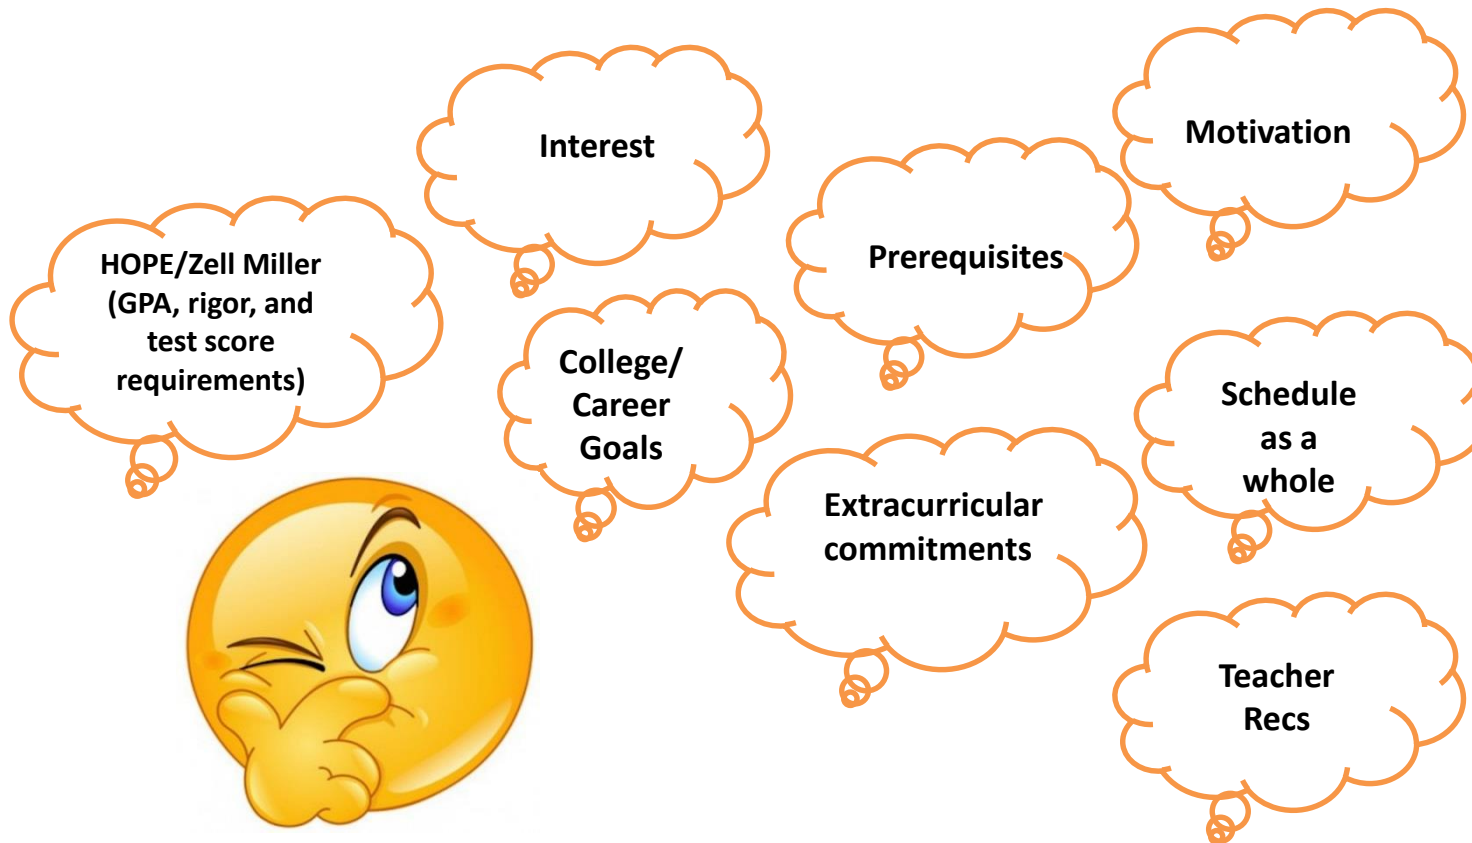 Interest
Motivation
Prerequisites
HOPE/Zell Miller
(GPA, rigor, and
test score
requirements)
College/
Career
Goals
Schedule
as a
whole
Extracurricular
commitments
Teacher
Recs